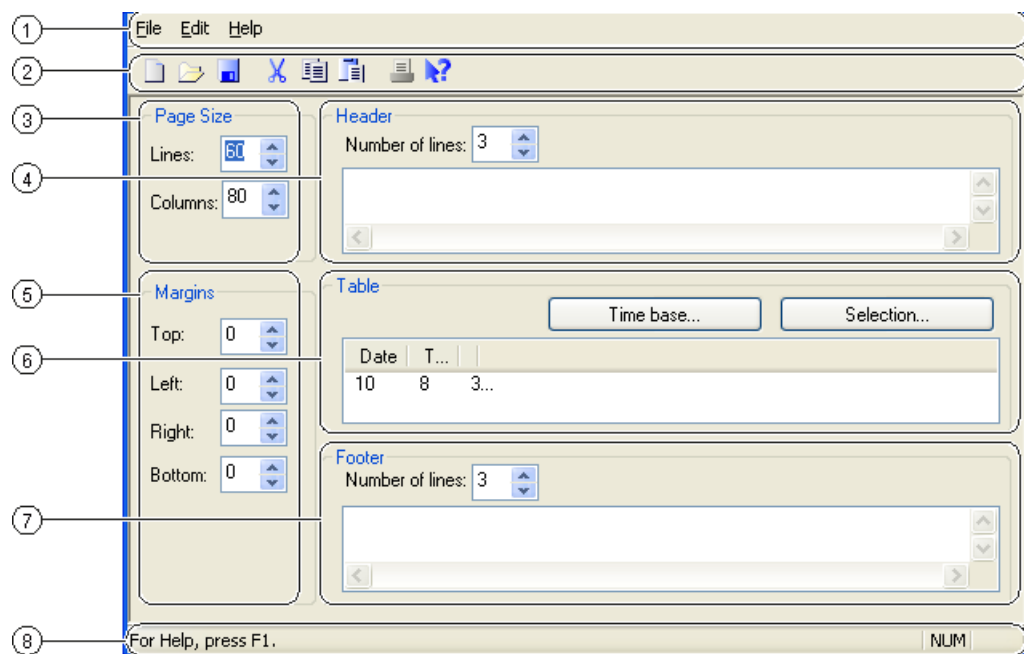 1
File Edit Help
2
3
Page Size
Lines: 60
Columns: 80
4
Header
Number of lines: 3
5
Margins
Top: 0
Left: 0
Right: 0
Bottom: 0
6
Table
Time base... Selection...
Date T...
10 8 3...
7
Footer
Number of lines: 3
8
For Help, press F1. NUM